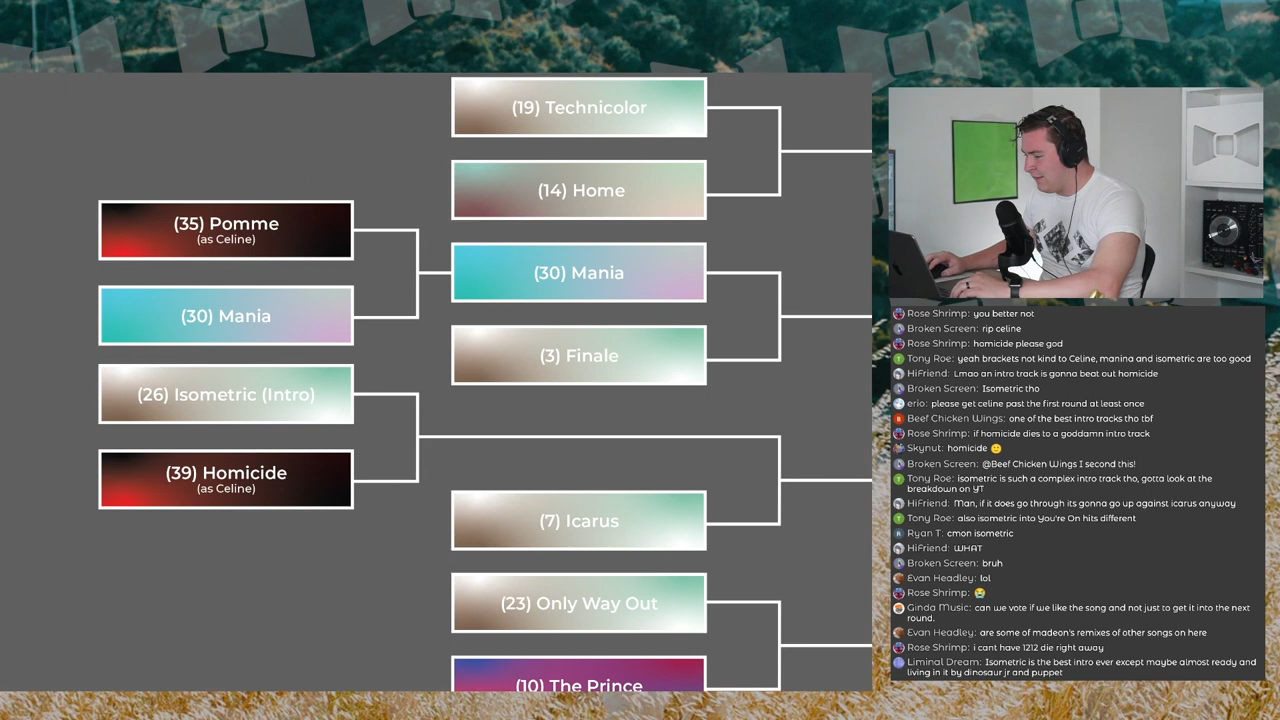 (19) Technicolor
(14) Home
(35) Pomme
(as Celine)
(30) Mania
(30) Mania
(3) Finale
(26) Isometric (Intro)
(39) Homicide
(as Celine)
(7) Icarus
(23) Only Way Out
(10) The Prince
Rose Shrimp: you better not
Broken Screen: rip celine
Rose Shrimp: homicide please god
Tony Roe: yeah brackets not kind to Celine, manina and isometric are too good
HiFriend: Lmao an intro track is gonna beat out homicide
Broken Screen: Isometric tho
erio: please get celine past the first round at least once
Beef Chicken Wings: one of the best intro tracks tho tbf
Rose Shrimp: if homicide dies to a goddamn intro track
Skynut: homicide 🙂
Broken Screen: @Beef Chicken Wings I second this!
Tony Roe: isometric is such a complex intro track tho, gotta look at the
breakdown on YT
HiFriend: Man, if it does go through its gonna go up against icarus anyway
Tony Roe: also isometric into You're On hits different
Ryan T: cmon isometric
HiFriend: WHAT
Broken Screen: bruh
Evan Headley: lol
Rose Shrimp: 😭
Ginda Music: can we vote if we like the song and not just to get it into the next
round.
Evan Headley: are some of madeon's remixes of other songs on here
Rose Shrimp: i cant have 1212 die right away
Liminal Dream: Isometric is the best intro ever except maybe almost ready and
living in it by dinosaur jr and puppet